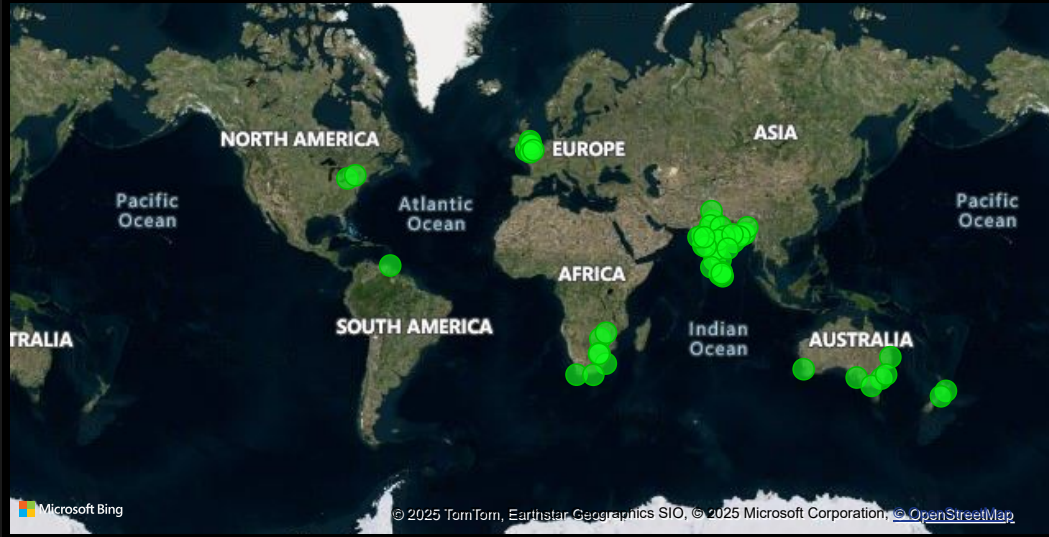 NORTH AMERICA
EUROPE
ASIA
Pacific
Ocean
Atlantic
Ocean
Pacific
Ocean
AFRICA
SOUTH AMERICA
Indian
Ocean
TRALIA
AUSTRALIA
Microsoft Bing
© 2025 TomTom, Earthstar Geographics SIO, © 2025 Microsoft Corporation, © OpenStreetMap